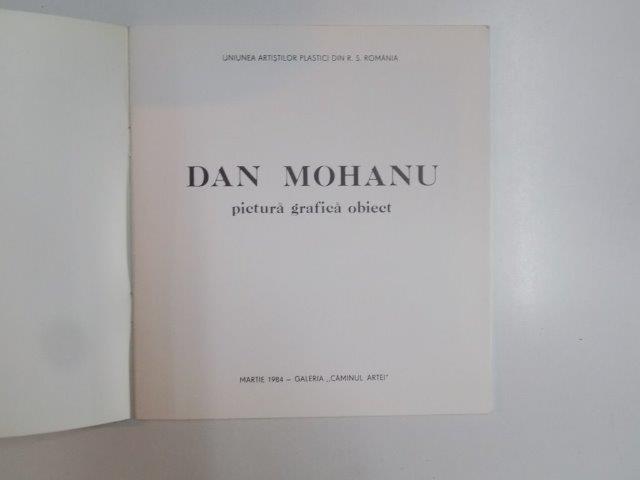 UNIUNEA ARTIȘTILOR PLASTICI DIN R. S. ROMÂNIA
DAN MOHANU
pictură grafică obiect
MARTIE 1984 – GALERIA „CĂMINUL ARTEI"